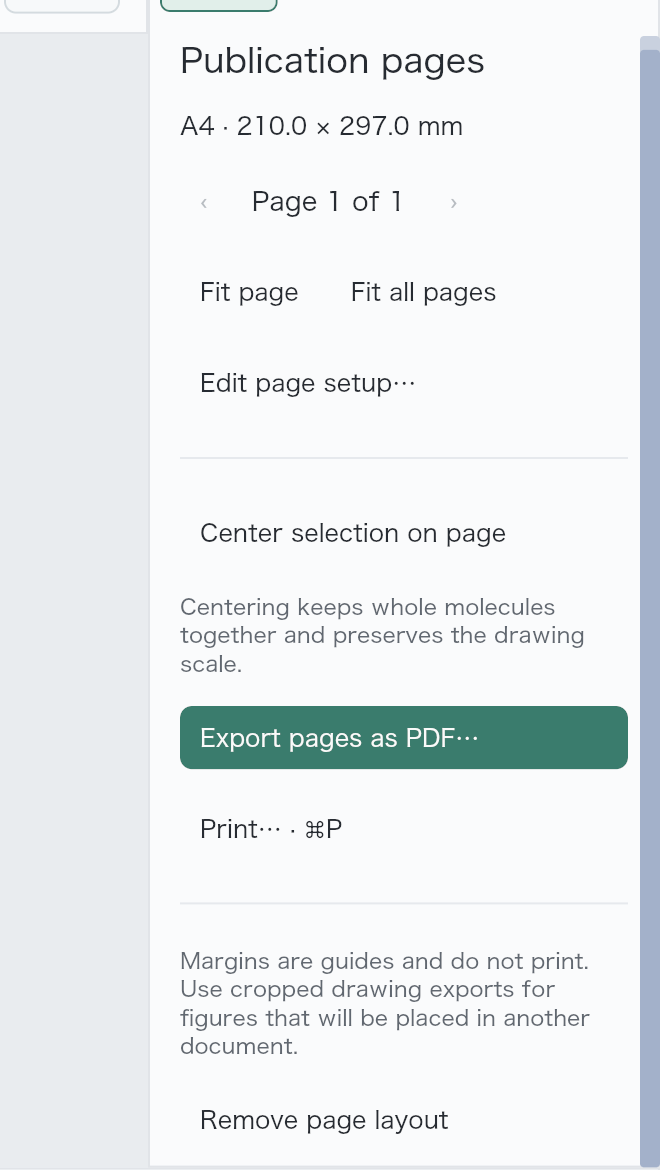 Publication pages
A4 · 210.0 × 297.0 mm
‹ Page 1 of 1 ›
Fit page Fit all pages
Edit page setup…
Center selection on page
Centering keeps whole molecules
together and preserves the drawing
scale.
Export pages as PDF…
Print… · ⌘P
Margins are guides and do not print.
Use cropped drawing exports for
figures that will be placed in another
document.
Remove page layout